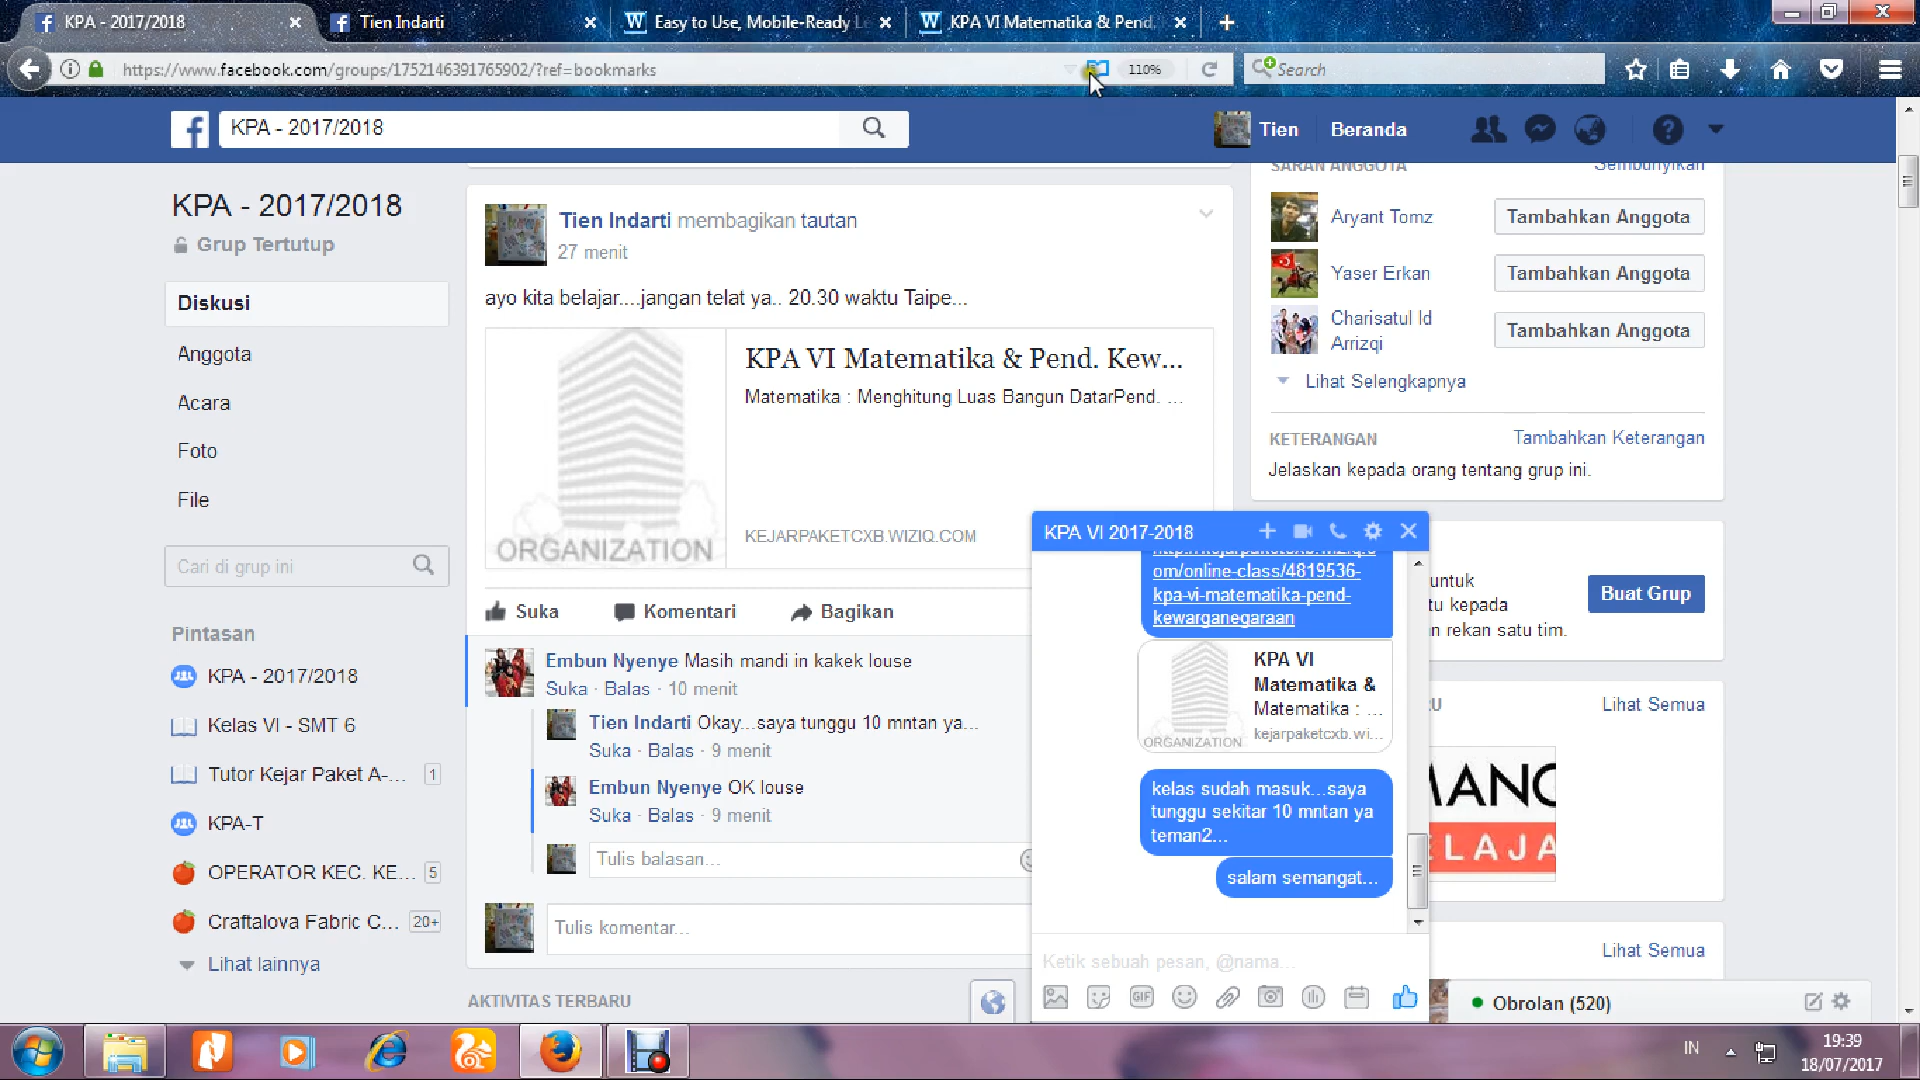 KPA - 2017/2018
Tien Indarti
Easy to Use, Mobile-Ready L
KPA VI Matematika & Pend.
https://www.facebook.com/groups/1752146391765902/?ref=bookmarks
110%
Search
KPA - 2017/2018
Tien
Beranda
KPA - 2017/2018
Grup Tertutup
Diskusi
Anggota
Acara
Foto
File
Cari di grup ini
Pintasan
KPA - 2017/2018
Kelas VI - SMT 6
Tutor Kejar Paket A-... 1
KPA-T
OPERATOR KEC. KE... 5
Craftalova Fabric C... 20+
Lihat lainnya
Tien Indarti membagikan tautan
27 menit
ayo kita belajar....jangan telat ya.. 20.30 waktu Taipe...
KPA VI Matematika & Pend. Kew...
Matematika : Menghitung Luas Bangun DatarPend. ...
ORGANIZATION
KEJARPAKETCXB.WIZIQ.COM
Suka Komentari Bagikan
Embun Nyenye Masih mandi in kakek louse
Suka · Balas · 10 menit
Tien Indarti Okay...saya tunggu 10 mntan ya...
Suka · Balas · 9 menit
Embun Nyenye OK louse
Suka · Balas · 9 menit
Tulis balasan...
Tulis komentar...
AKTIVITAS TERBARU
SARAN ANGGOTA
Sembunyikan
Aryant Tomz
Tambahkan Anggota
Yaser Erkan
Tambahkan Anggota
Charisatul Id
Arrizqi
Tambahkan Anggota
Lihat Selengkapnya
KETERANGAN
Tambahkan Keterangan
Jelaskan kepada orang tentang grup ini.
untuk
tu kepada
n rekan satu tim.
Buat Grup
RU
Lihat Semua
MANG
ELAJA
Lihat Semua
KPA VI 2017-2018
http://kejarpaketcxb.wiziq.c
om/online-class/4819536-
kpa-vi-matematika-pend-
kewarganegaraan
KPA VI
Matematika &
Matematika : ...
kejarpaketcxb.wi...
ORGANIZATION
kelas sudah masuk...saya
tunggu sekitar 10 mntan ya
teman2...
salam semangat...
Ketik sebuah pesan, @nama...
GIF
Obrolan (520)
IN
19:39
18/07/2017